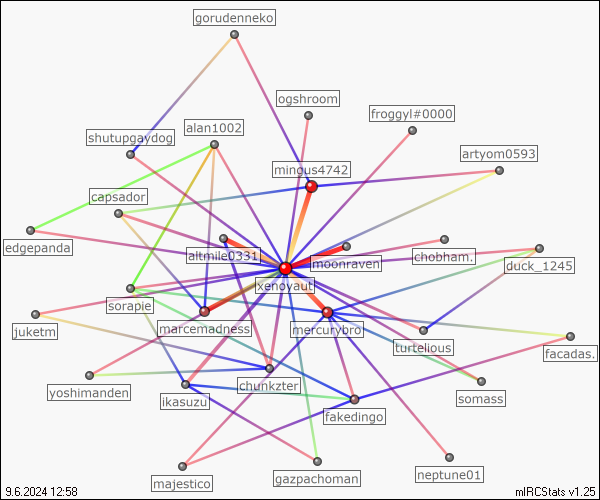 gorudenneko
ogshroom
froggyl#0000
alan1002
shutupgaydog
artyom0593
mingus4742
capsador
edgepanda
altmile0331
moonraven
chobham.
duck_1245
xenoyaut
sorapie
juketm
marcemadness
mercurybro
turtelious
facadas.
yoshimanden
chunkzter
somass
ikasuzu
fakedingo
majestico
gazpachoman
neptune01
9.6.2024 12:58
mIRCStats v1.25